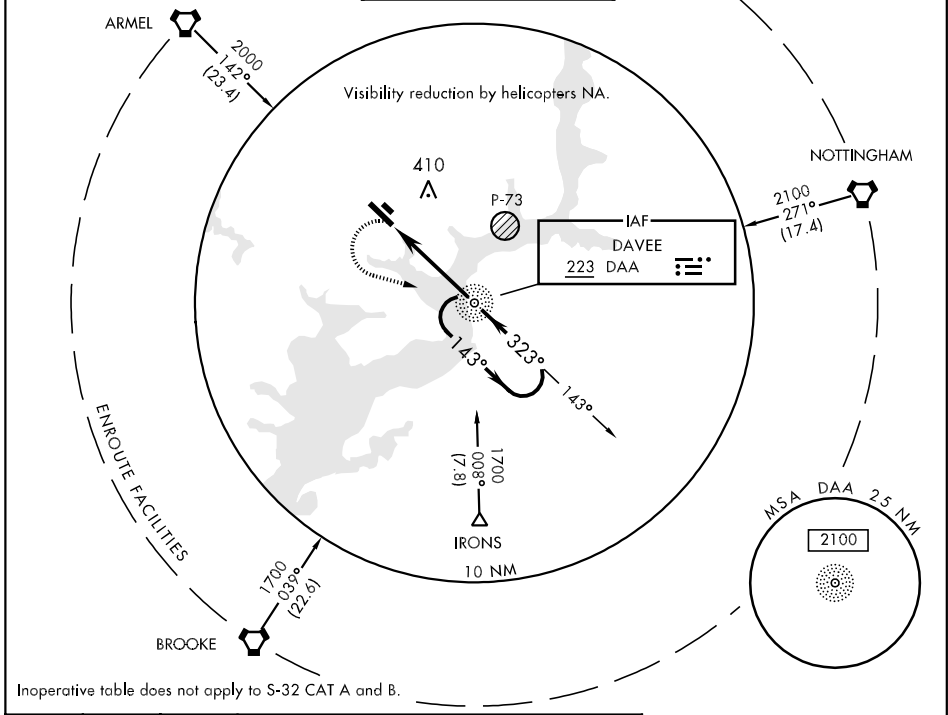 ARMEL
2000
142°
(23.4)
Visibility reduction by helicopters NA.
NOTTINGHAM
2100
271°
(17.4)
410
P-73
IAF
DAVEE
223 DAA
143°
323°
143°
1700
008°
(7.8)
IRONS
10 NM
ENROUTE FACILITIES
1700
039°
(22.6)
BROOKE
MSA DAA 25 NM
2100
Inoperative table does not apply to S-32 CAT A and B.